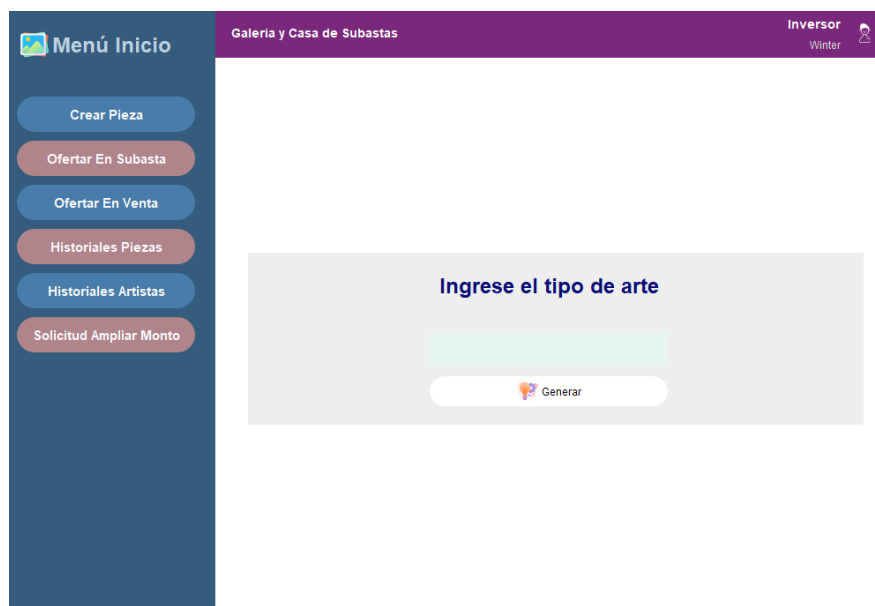 Menú Inicio
Galeria y Casa de Subastas
Inversor
Winter
Crear Pieza
Ofertar En Subasta
Ofertar En Venta
Historiales Piezas
Historiales Artistas
Solicitud Ampliar Monto
Ingrese el tipo de arte
Generar